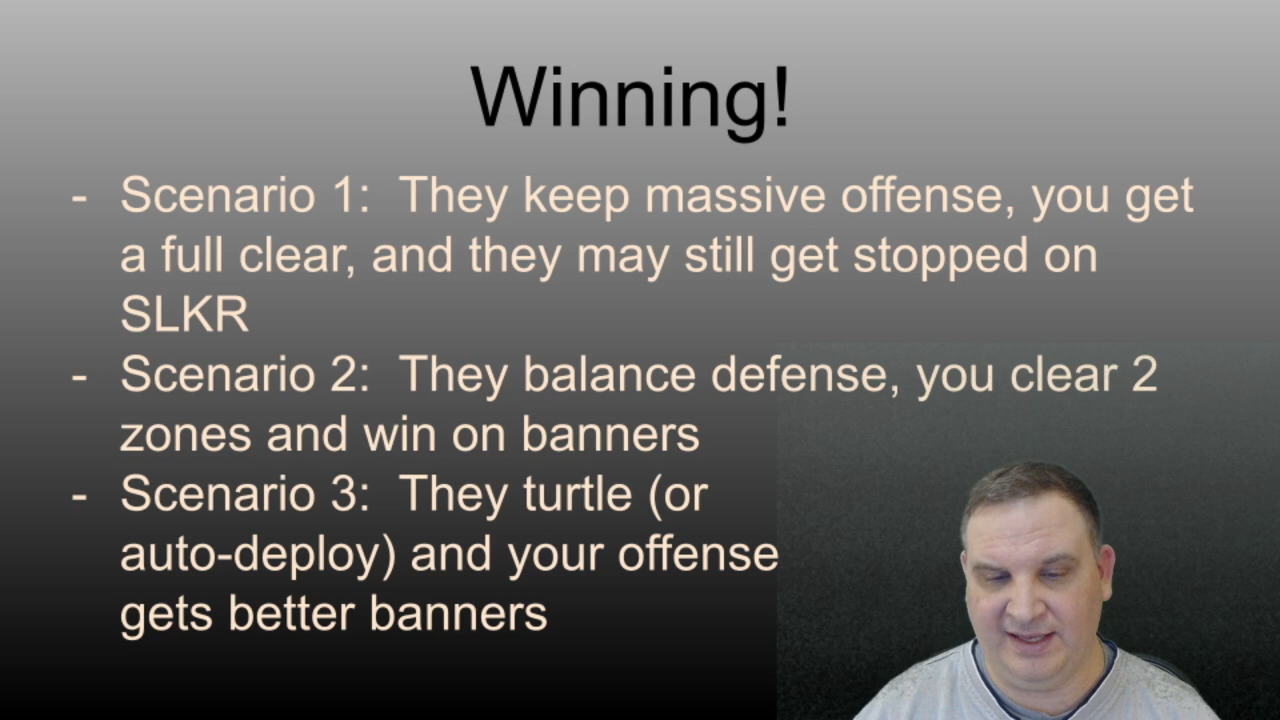 Winning!
- Scenario 1:  They keep massive offense, you get
a full clear, and they may still get stopped on
SLKR
- Scenario 2:  They balance defense, you clear 2
zones and win on banners
- Scenario 3:  They turtle (or
auto-deploy) and your offense
gets better banners